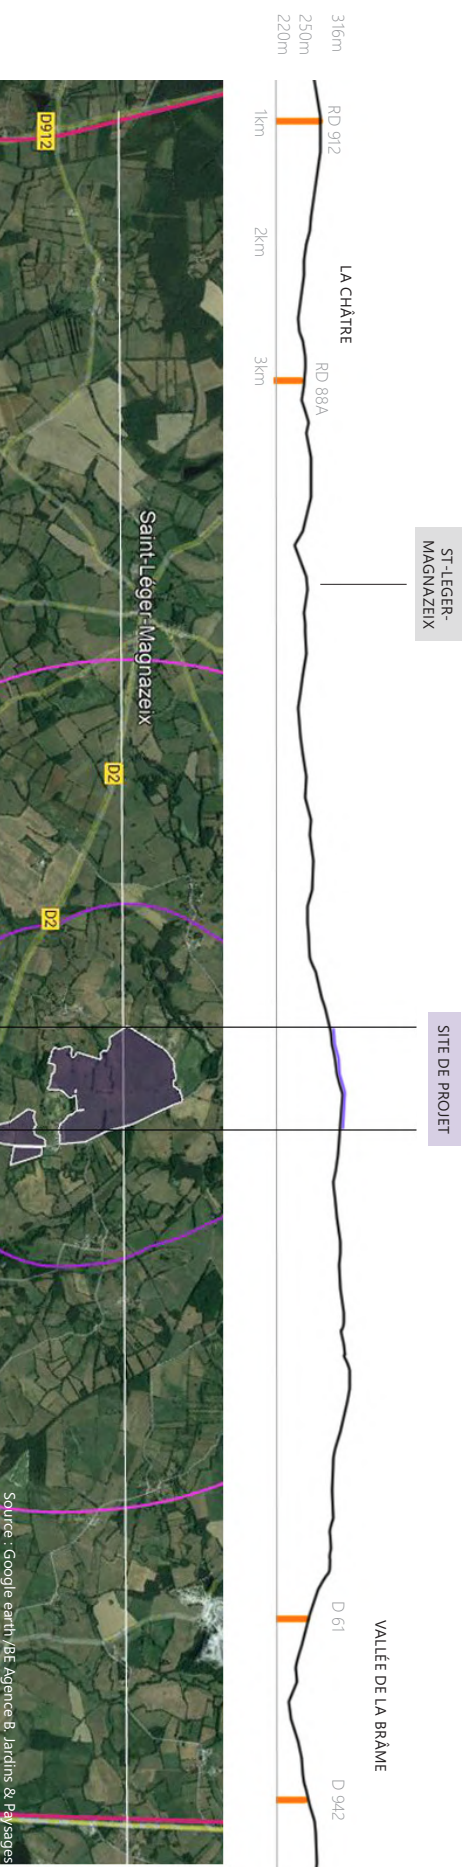 316m
250m
220m
RD 912
1km
2km
LA CHÂTRE
3km
RD 88A
ST-LEGER-
MAGNAZEIX
SITE DE PROJET
D 61
VALLÉE DE LA BRÂME
D 942
D912
Saint-Léger-Magnazeix
D2
D2
Source : Google earth /BE Agence B, Jardins & Paysages